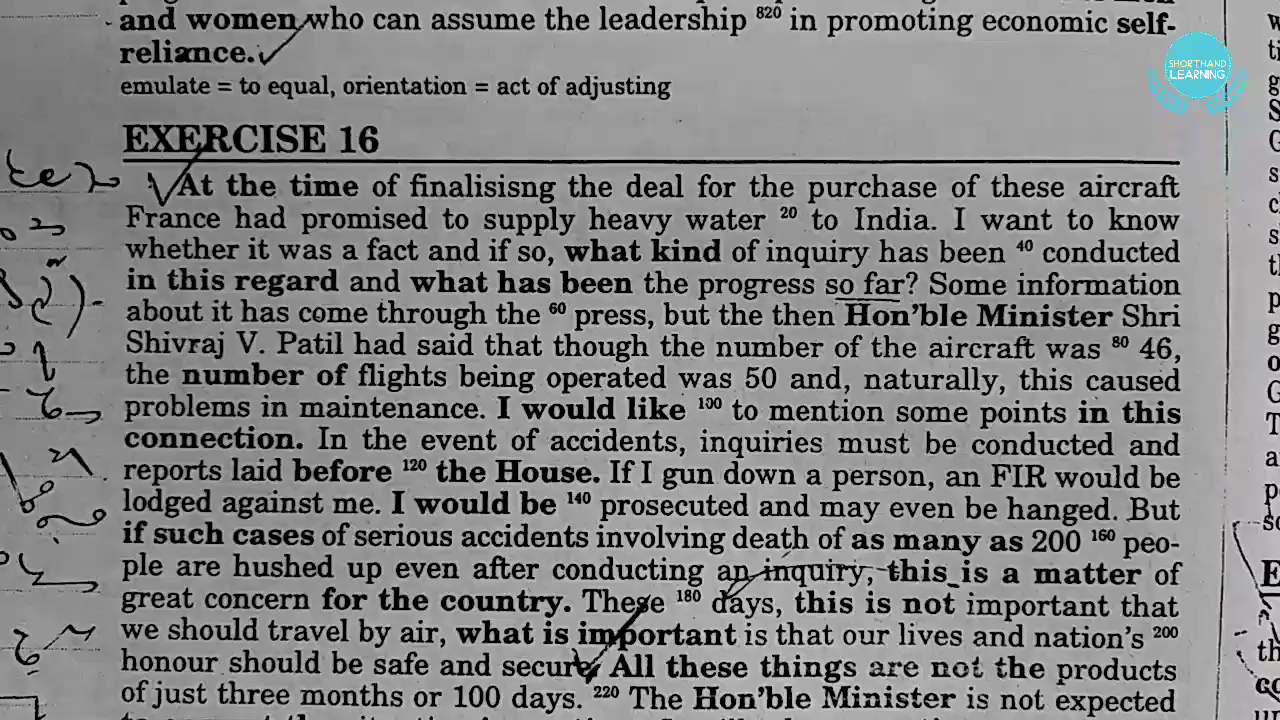 and women who can assume the leadership 820 in promoting economic self-
reliance.
emulate = to equal, orientation = act of adjusting
SHORTHAND
LEARNING
EXERCISE 16
At the time of finalisisng the deal for the purchase of these aircraft
France had promised to supply heavy water 20 to India. I want to know
whether it was a fact and if so, what kind of inquiry has been 40 conducted
in this regard and what has been the progress so far? Some information
about it has come through the 60 press, but the then Hon'ble Minister Shri
Shivraj V. Patil had said that though the number of the aircraft was 80 46,
the number of flights being operated was 50 and, naturally, this caused
problems in maintenance. I would like 100 to mention some points in this
connection. In the event of accidents, inquiries must be conducted and
reports laid before 120 the House. If I gun down a person, an FIR would be
lodged against me. I would be 140 prosecuted and may even be hanged. But
if such cases of serious accidents involving death of as many as 200 160 peo-
ple are hushed up even after conducting an inquiry, this is a matter of
great concern for the country. These 180 days, this is not important that
we should travel by air, what is important is that our lives and nation's 200
honour should be safe and secure. All these things are not the products
of just three months or 100 days. 220 The Hon'ble Minister is not expected